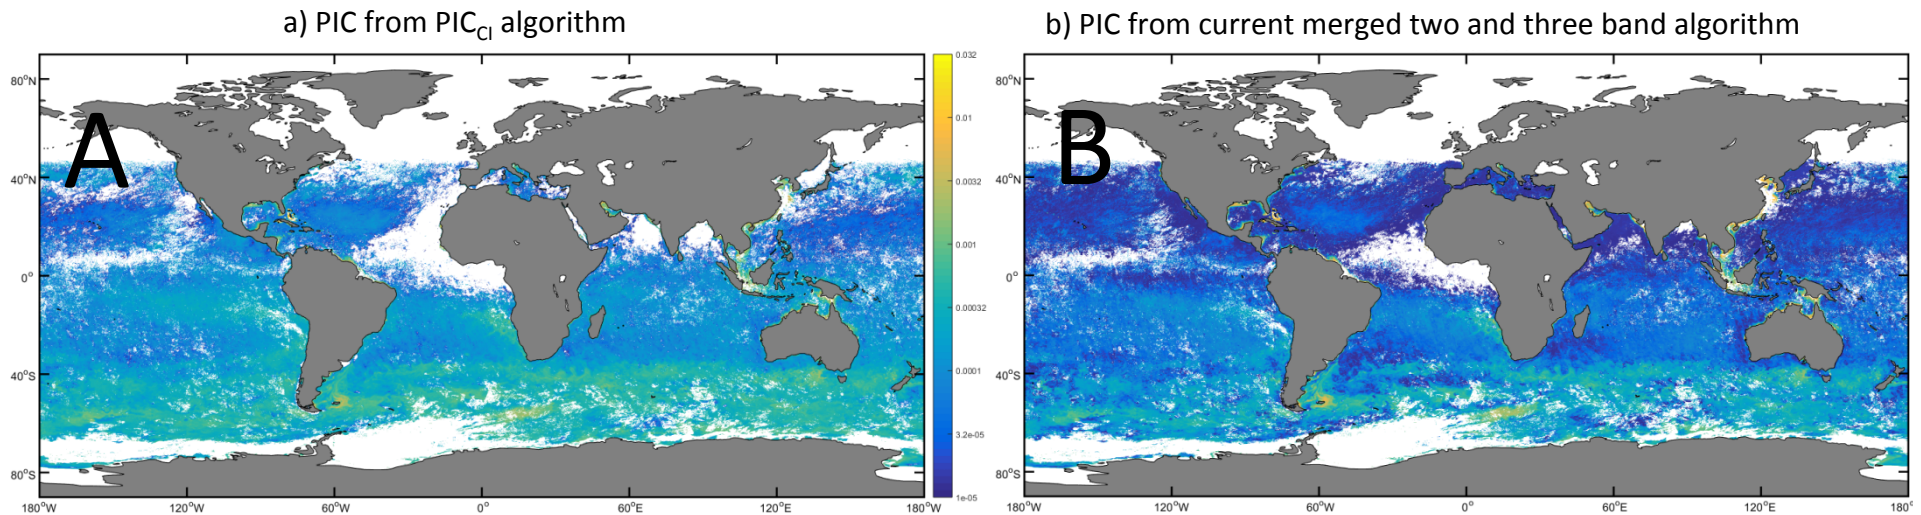 a) PIC from PIC_CI algorithm
b) PIC from current merged two and three band algorithm
A
80°N
40°N
0°
40°S
80°S
180°W
120°W
60°W
0°
60°E
120°E
180°W
0.032
0.01
0.0032
0.001
0.00032
0.0001
3.2e-05
1e-05
B
80°N
40°N
0°
40°S
80°S
180°W
120°W
60°W
0°
60°E
120°E
180°